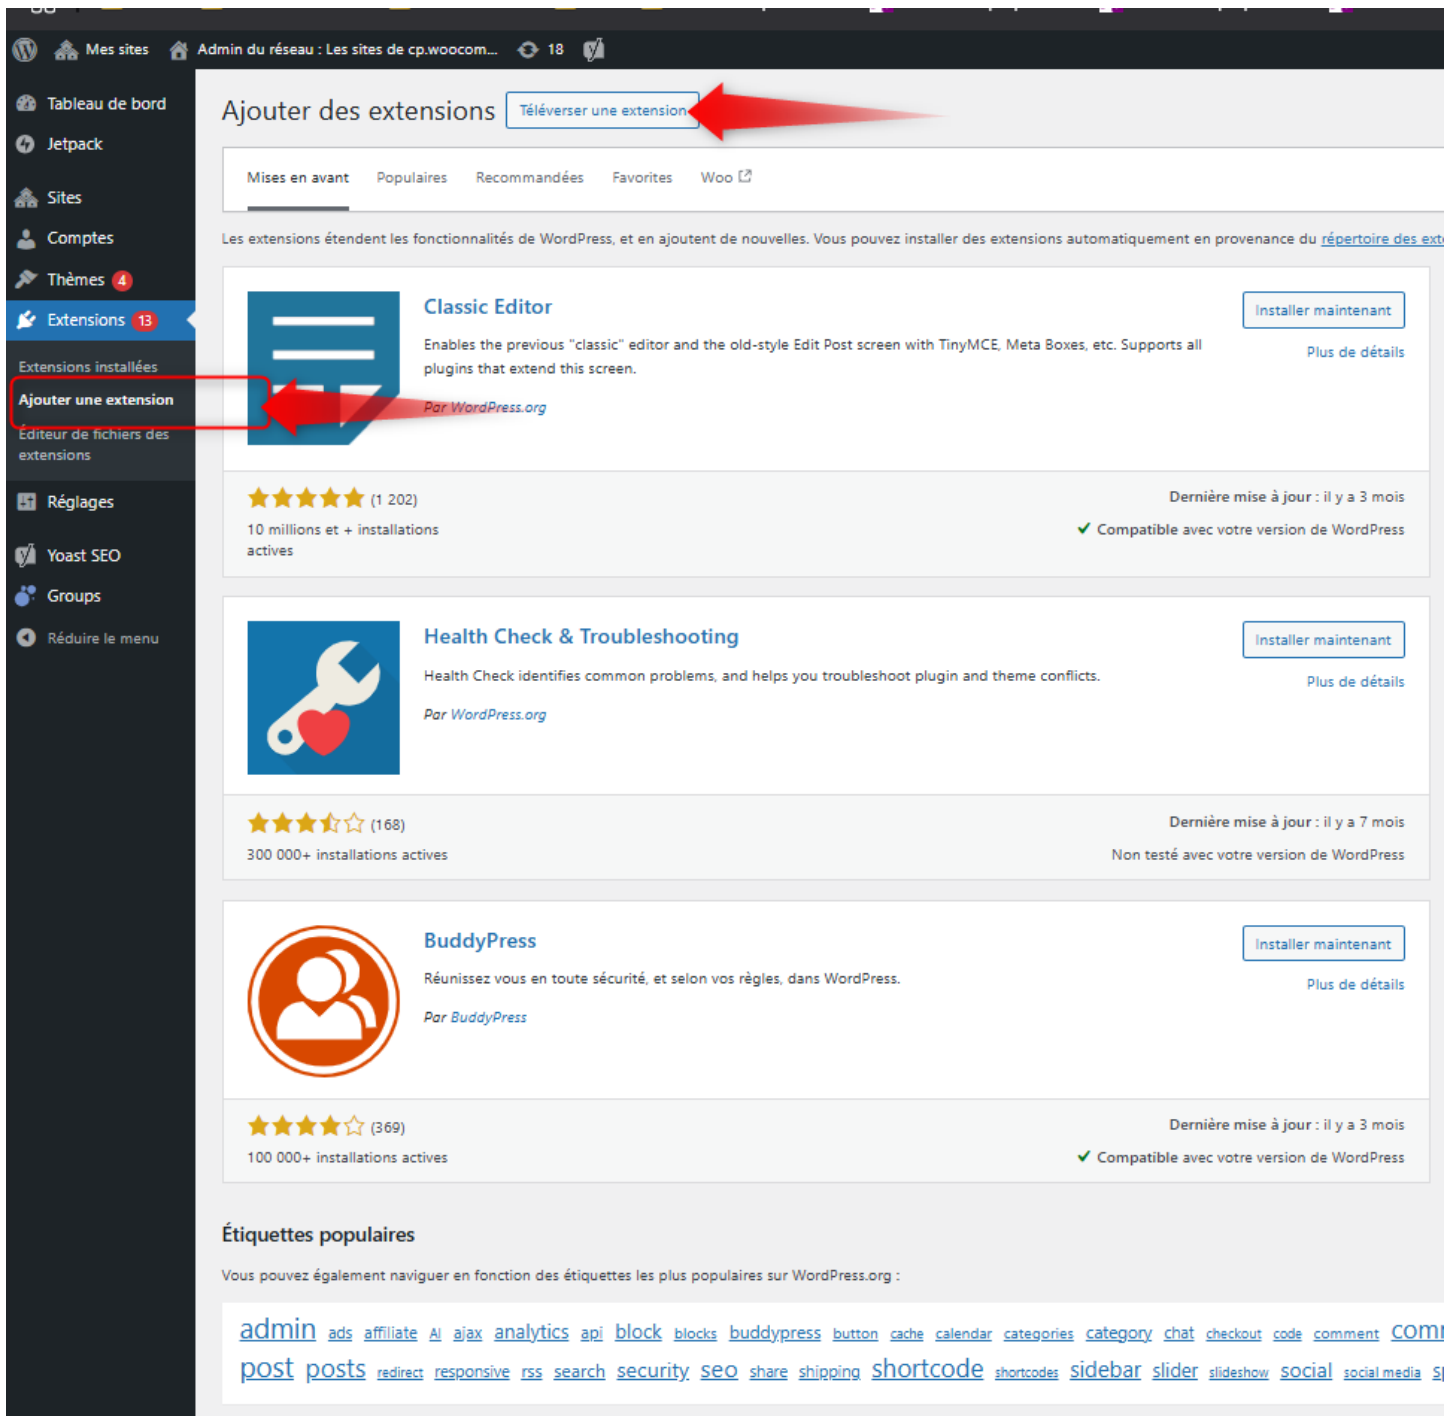 Mes sites Admin du réseau : Les sites de cp.woocom... 18
Tableau de bord
Jetpack
Sites
Comptes
Thèmes 4
Extensions 13
Extensions installées
Ajouter une extension
Éditeur de fichiers des
extensions
Réglages
Yoast SEO
Groups
Réduire le menu
Ajouter des extensions Téléverser une extension
Mises en avant Populaires Recommandées Favorites Woo
Les extensions étendent les fonctionnalités de WordPress, et en ajoutent de nouvelles. Vous pouvez installer des extensions automatiquement en provenance du répertoire des ext
Classic Editor
Installer maintenant
Enables the previous "classic" editor and the old-style Edit Post screen with TinyMCE, Meta Boxes, etc. Supports all
plugins that extend this screen.
Plus de détails
Par WordPress.org
(1 202)
10 millions et + installations
actives
Dernière mise à jour : il y a 3 mois
Compatible avec votre version de WordPress
Health Check & Troubleshooting
Installer maintenant
Health Check identifies common problems, and helps you troubleshoot plugin and theme conflicts.
Plus de détails
Par WordPress.org
(168)
300 000+ installations actives
Dernière mise à jour : il y a 7 mois
Non testé avec votre version de WordPress
BuddyPress
Installer maintenant
Réunissez vous en toute sécurité, et selon vos règles, dans WordPress.
Plus de détails
Par BuddyPress
(369)
100 000+ installations actives
Dernière mise à jour : il y a 3 mois
Compatible avec votre version de WordPress
Étiquettes populaires
Vous pouvez également naviguer en fonction des étiquettes les plus populaires sur WordPress.org :
admin ads affiliate AI ajax analytics api block blocks buddypress button cache calendar categories category chat checkout code comment
post posts redirect responsive rss search security seo share shipping shortcode shortcodes sidebar slider slideshow social social media